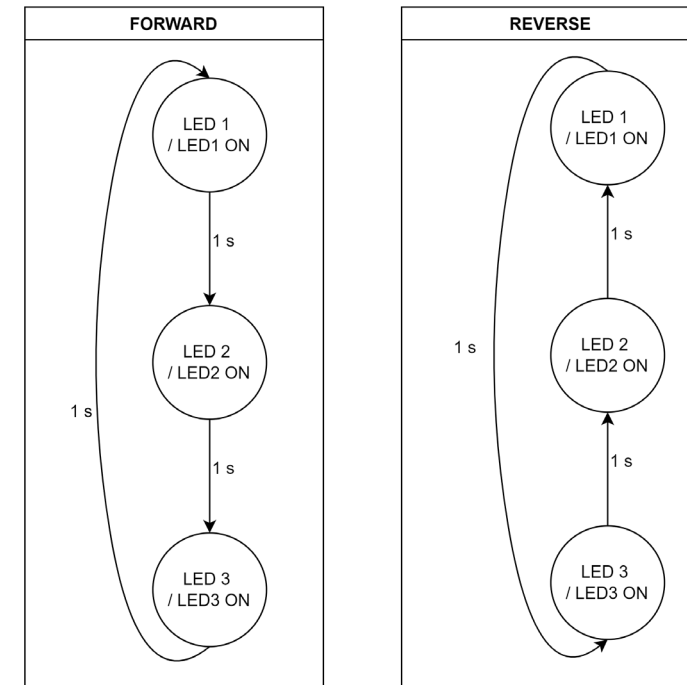 FORWARD
LED 1
/ LED1 ON
1 s
LED 2
/ LED2 ON
1 s
1 s
LED 3
/ LED3 ON
REVERSE
LED 1
/ LED1 ON
1 s
LED 2
/ LED2 ON
1 s
1 s
LED 3
/ LED3 ON